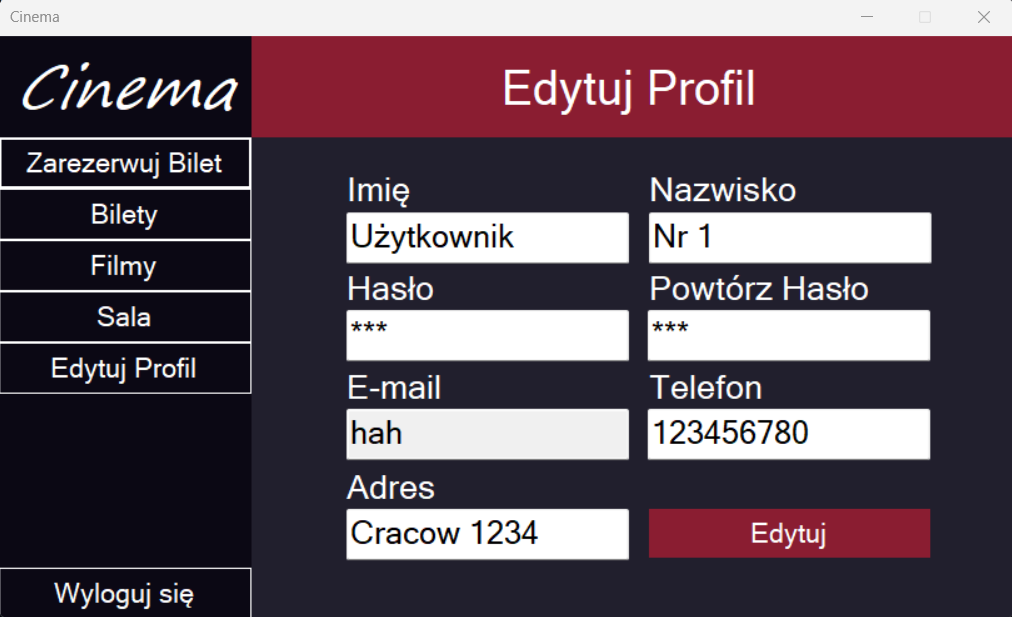 Cinema
Cinema
Edytuj Profil
Zarezerwuj Bilet
Bilety
Filmy
Sala
Edytuj Profil
Wyloguj się
Imię
Nazwisko
Użytkownik
Nr 1
Hasło
Powtórz Hasło
***
***
E-mail
Telefon
hah
123456780
Adres
Cracow 1234
Edytuj